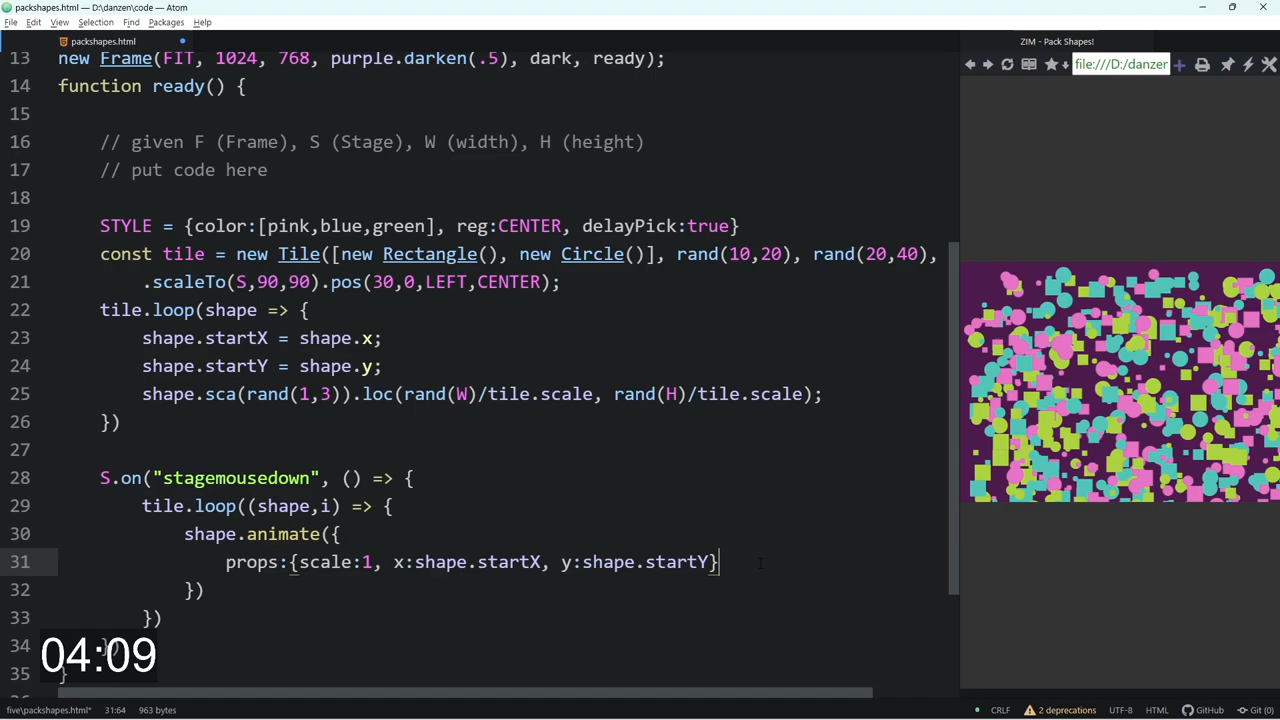 packshapes.html — D:\danzen\code — Atom
File Edit View Selection Find Packages Help
packshapes.html
ZIM - Pack Shapes!
file:///D:/danzer
13 new Frame(FIT, 1024, 768, purple.darken(.5), dark, ready);
14 function ready() {
15
16 // given F (Frame), S (Stage), W (width), H (height)
17 // put code here
18
19 STYLE = {color:[pink,blue,green], reg:CENTER, delayPick:true}
20 const tile = new Tile([new Rectangle(), new Circle()], rand(10,20), rand(20,40),
21 .scaleTo(S,90,90).pos(30,0,LEFT,CENTER);
22 tile.loop(shape => {
23 shape.startX = shape.x;
24 shape.startY = shape.y;
25 shape.sca(rand(1,3)).loc(rand(W)/tile.scale, rand(H)/tile.scale);
26 })
27
28 S.on("stagemousedown", () => {
29 tile.loop((shape,i) => {
30 shape.animate({
31 props:{scale:1, x:shape.startX, y:shape.startY}
32 })
33 })
34 })
35 }
04:09
five\packshapes.html* 31:64 963 bytes
CRLF 2 deprecations UTF-8 HTML GitHub Git (0)